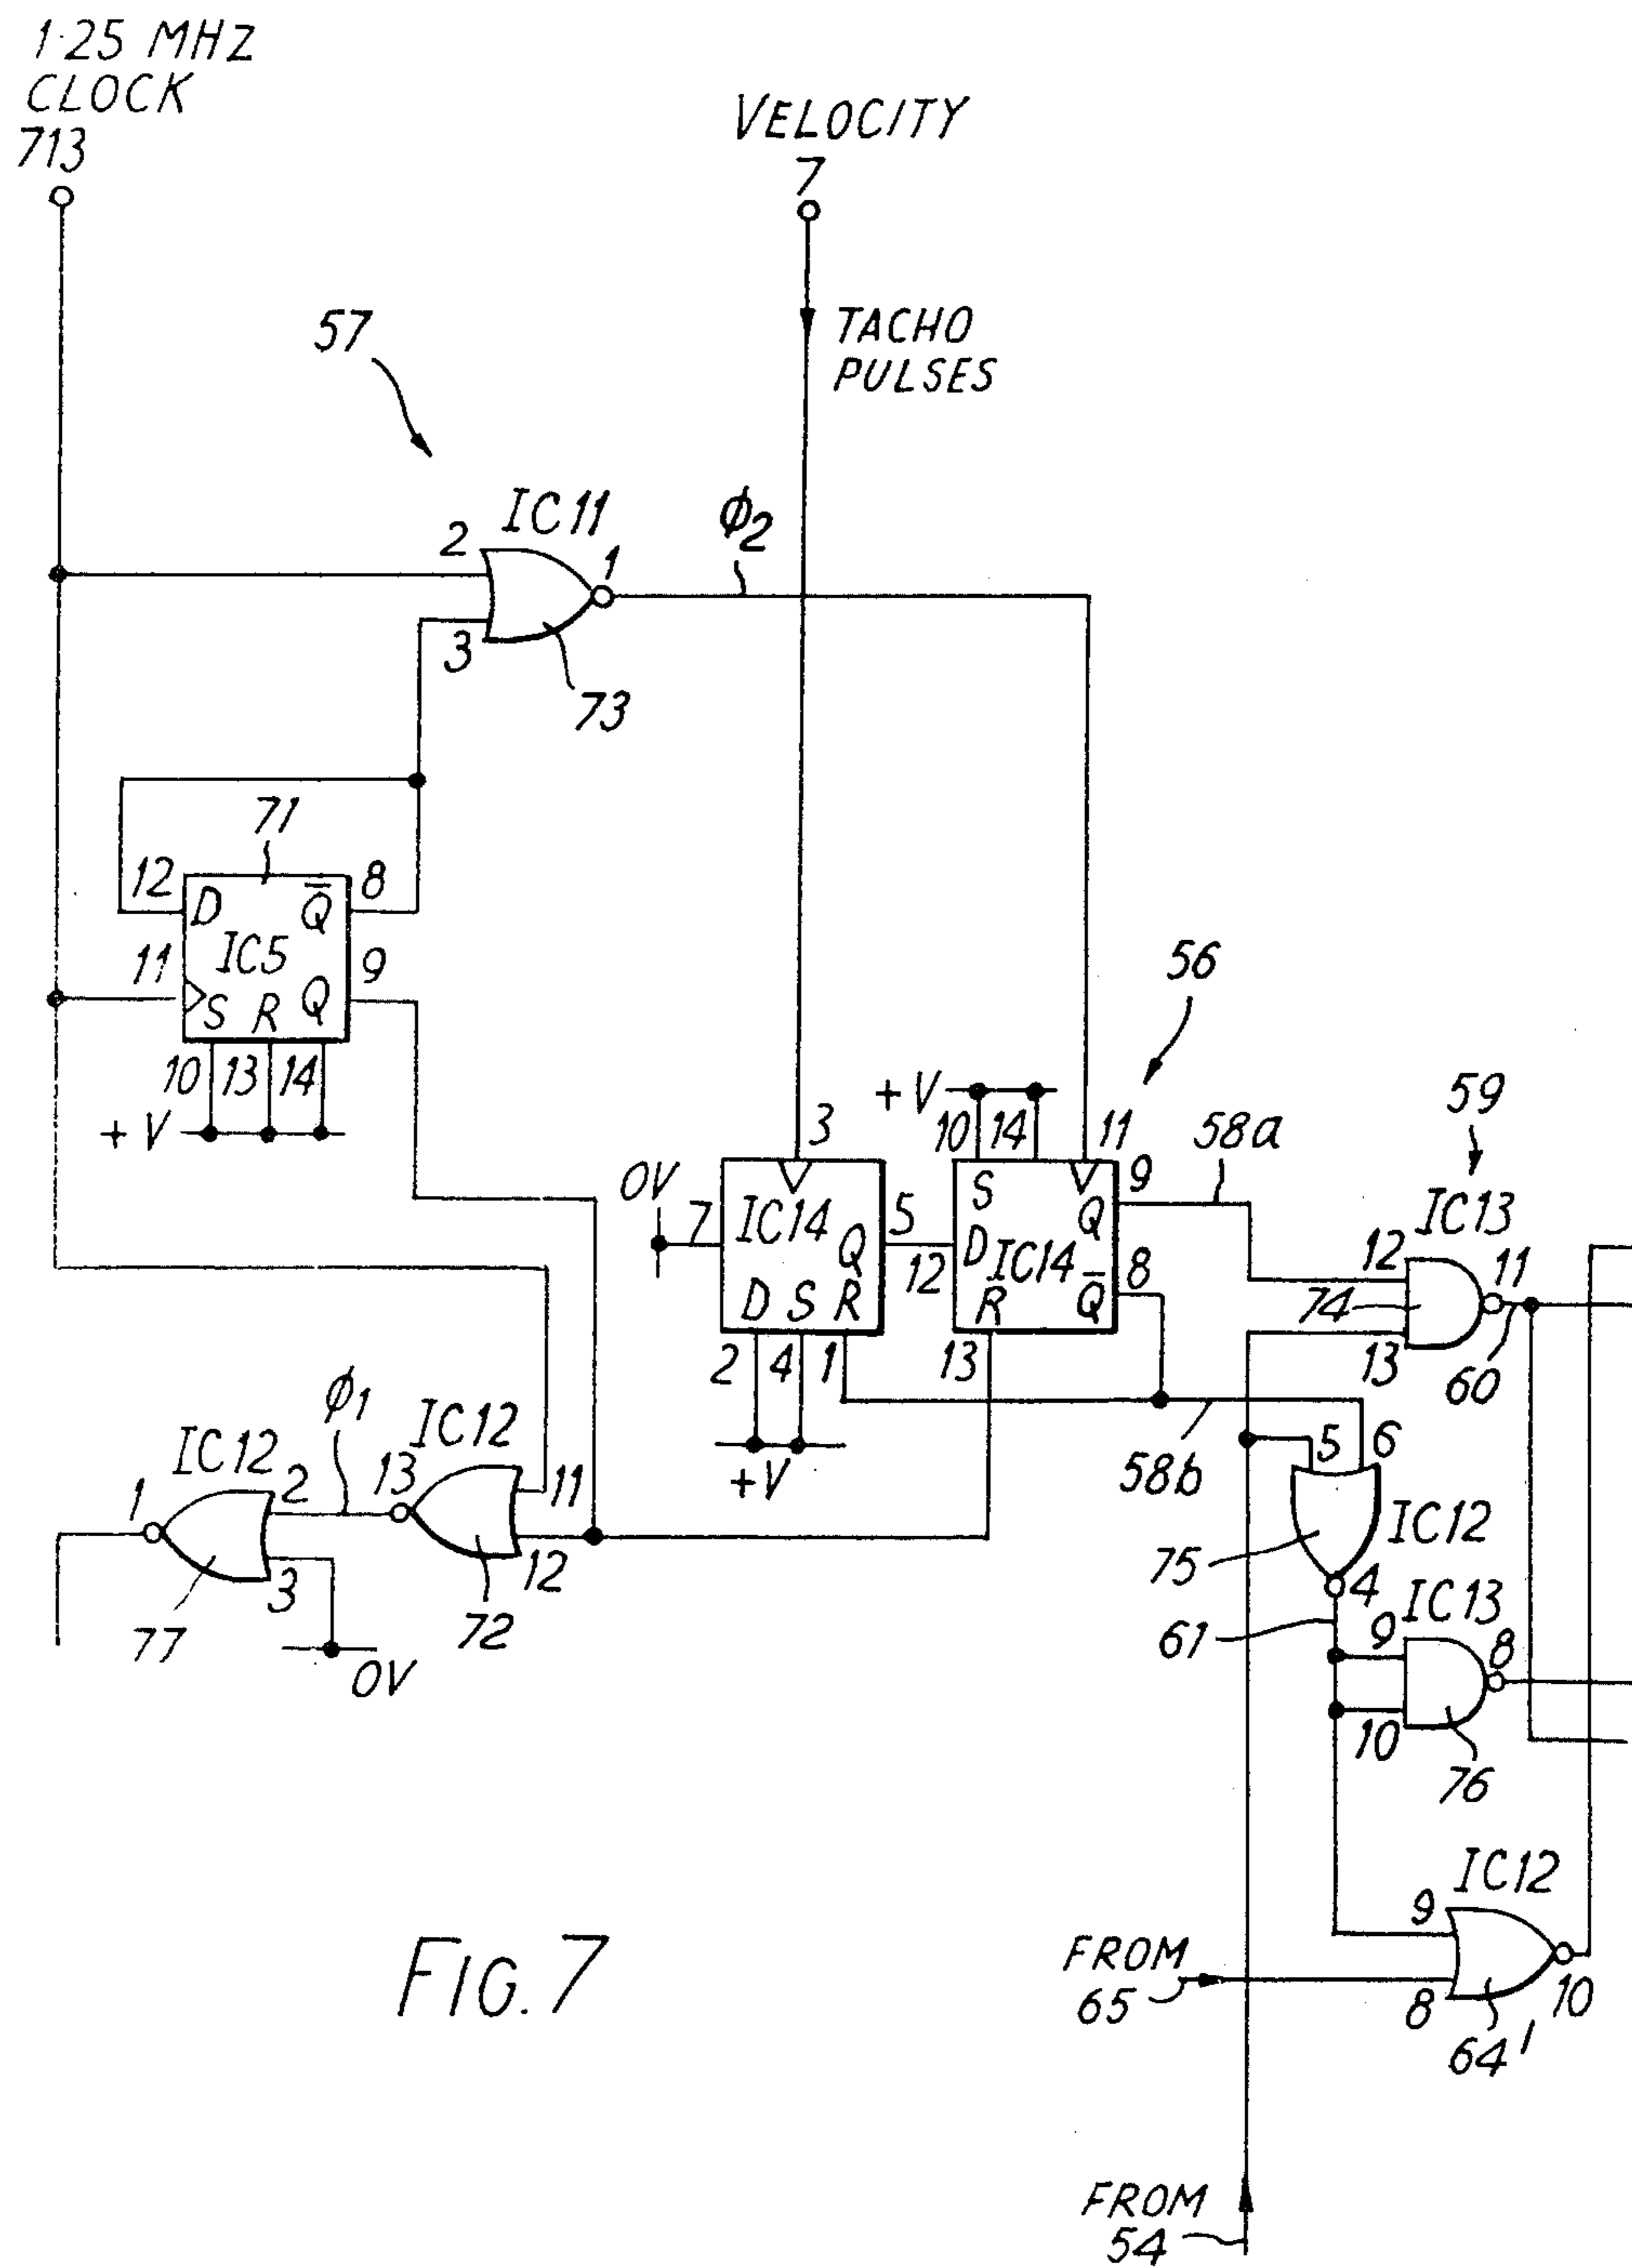 1·25 MHz
CLOCK
713
VELOCITY
7
TACHO
PULSES
57
IC11
2
1
3
73
ϕ2
71
12
D
Q̄
8
IC5
11
9
S R Q
10 13 14
+V
56
+V
10 14
11
3
0V
7
IC14
Q
5
D S R
2 4 1
+V
S
9
Q
12
D
IC14
8
R
Q̄
13
58a
58b
59
IC13
12
11
74
13
60
5 6
IC12
75
4
61
IC13
9
8
10
76
IC12
9
FROM
65
8
10
64'
FROM
54
ϕ1
IC12
13
11
12
72
IC12
1
2
3
77
0V
FIG. 7